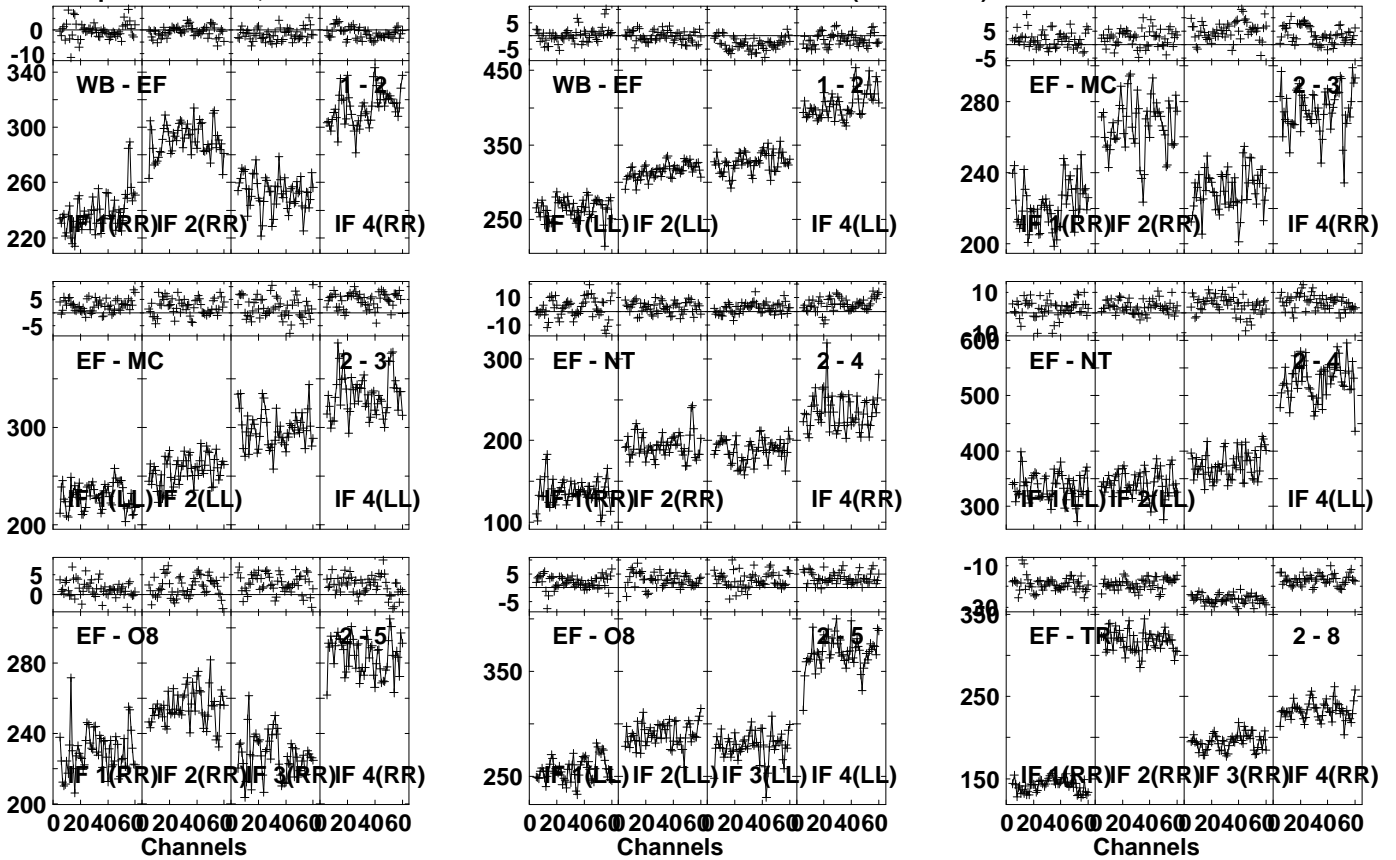 0 5 5
-10 -5 -5
340 WB - EF 1 - 2 450 WB - EF 1 - 2 EF - MC 2 - 3
300 280
260 350 240
220 IF 1(RR) IF 2(RR) IF 4(RR) 250 IF 1(LL) IF 2(LL) IF 4(LL) 200 IF 1(RR) IF 2(RR) IF 4(RR)
5 10 10
-5 -10 -10
EF - MC 2 - 3 300 EF - NT 2 - 4 600 EF - NT 2 - 4
500
300 200 400
200 IF 1(LL) IF 2(LL) IF 4(LL) 100 IF 1(RR) IF 2(RR) IF 4(RR) 300 IF 1(LL) IF 2(LL) IF 4(LL)
5 5 -10
0 -5 -20
EF - O8 2 - 5 EF - O8 2 - 5 350 EF - TR 2 - 8
280 350 250
240
200 IF 1(RR) IF 2(RR) IF 3(RR) IF 4(RR) 250 IF 1(LL) IF 2(LL) IF 3(LL) IF 4(LL) 150 IF 1(RR) IF 2(RR) IF 3(RR) IF 4(RR)
0 20 40 60 0 20 40 60 0 20 40 60 0 20 40 60 0 20 40 60 0 20 40 60 0 20 40 60 0 20 40 60 0 20 40 60 0 20 40 60 0 20 40 60 0 20 40 60
Channels Channels Channels